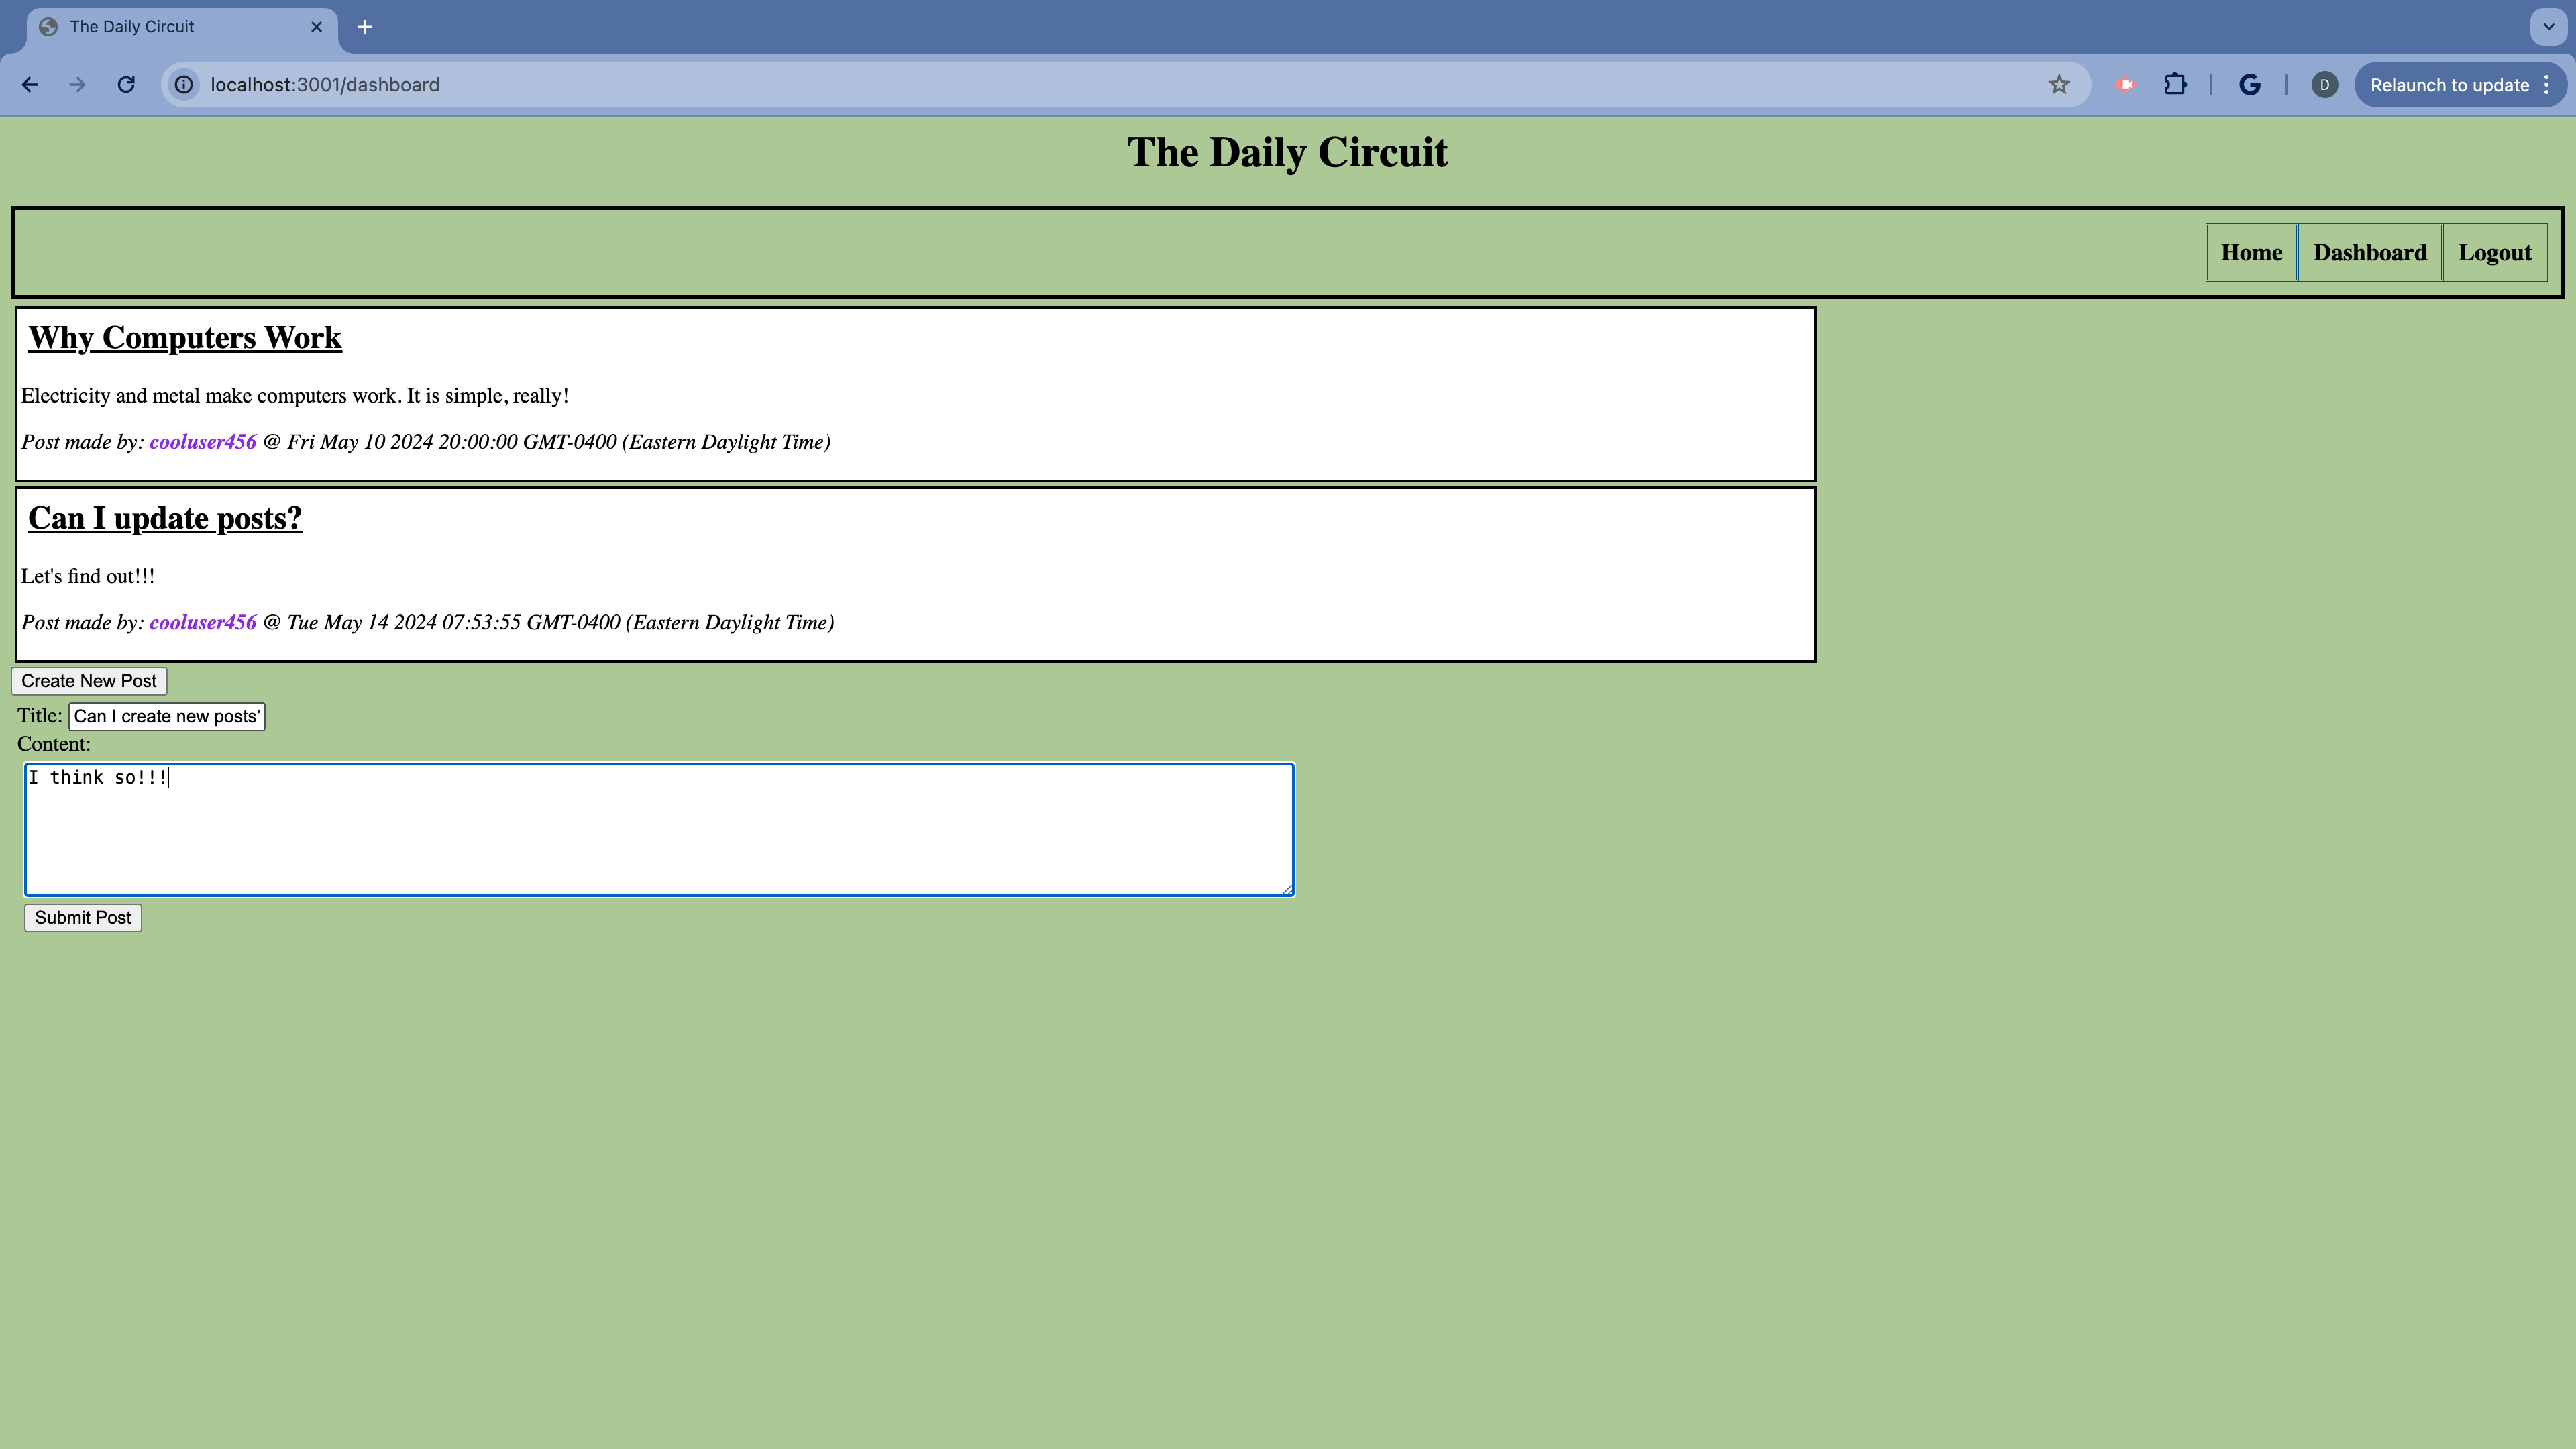 The Daily Circuit
localhost:3001/dashboard
D
Relaunch to update
The Daily Circuit
Home Dashboard Logout
Why Computers Work
Electricity and metal make computers work. It is simple, really!
Post made by: cooluser456 @ Fri May 10 2024 20:00:00 GMT-0400 (Eastern Daylight Time)
Can I update posts?
Let's find out!!!
Post made by: cooluser456 @ Tue May 14 2024 07:53:55 GMT-0400 (Eastern Daylight Time)
Create New Post
Title: Can I create new posts?
Content:
I think so!!!
Submit Post